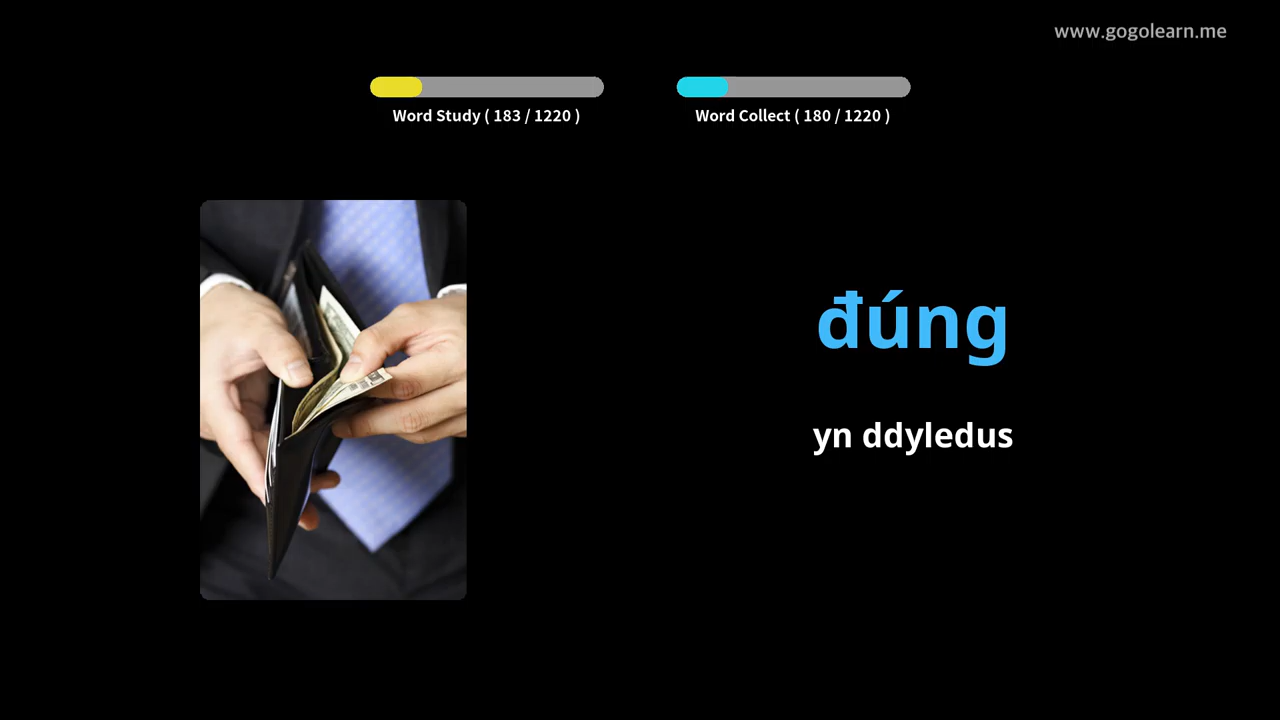 www.gogolearn.me
Word Study ( 183 / 1220 )
Word Collect ( 180 / 1220 )
đúng
yn ddyledus